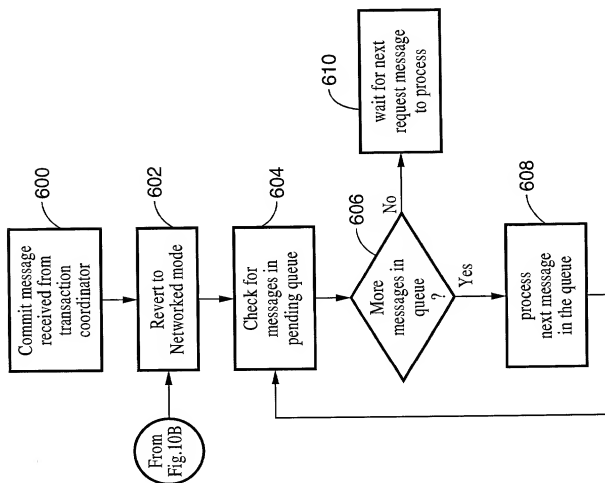 600
Commit message
received from
transaction
coordinator
602
From
Fig.10B
Revert to
Networked mode
604
Check for
messages in
pending queue
606
More
messages in
queue
?
No
610
wait for next
request message
to process
Yes
608
process
next message
in the queue